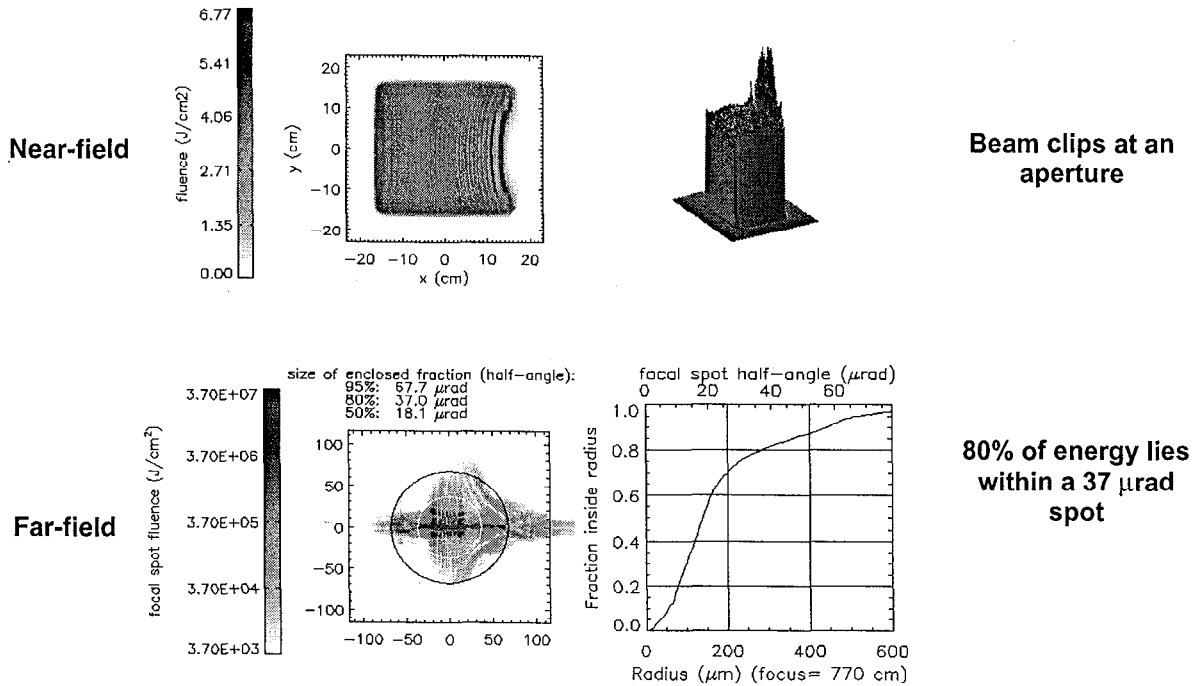 Near-field
fluence (J/cm2)
6.77
5.41
4.06
2.71
1.35
0.00
y (cm)
20
10
0
−10
−20
−20 −10 0 10 20
x (cm)
Beam clips at an
aperture
Far-field
focal spot fluence (J/cm²)
3.70E+07
3.70E+06
3.70E+05
3.70E+04
3.70E+03
size of enclosed fraction (half−angle):
95%: 67.7 μrad
80%: 37.0 μrad
50%: 18.1 μrad
100
50
0
−50
−100
−100 −50 0 50 100
focal spot half−angle (μrad)
0 20 40 60
Fraction inside radius
1.0
0.8
0.6
0.4
0.2
0.0
0 200 400 600
Radius (μm) (focus= 770 cm)
80% of energy lies
within a 37 μrad
spot